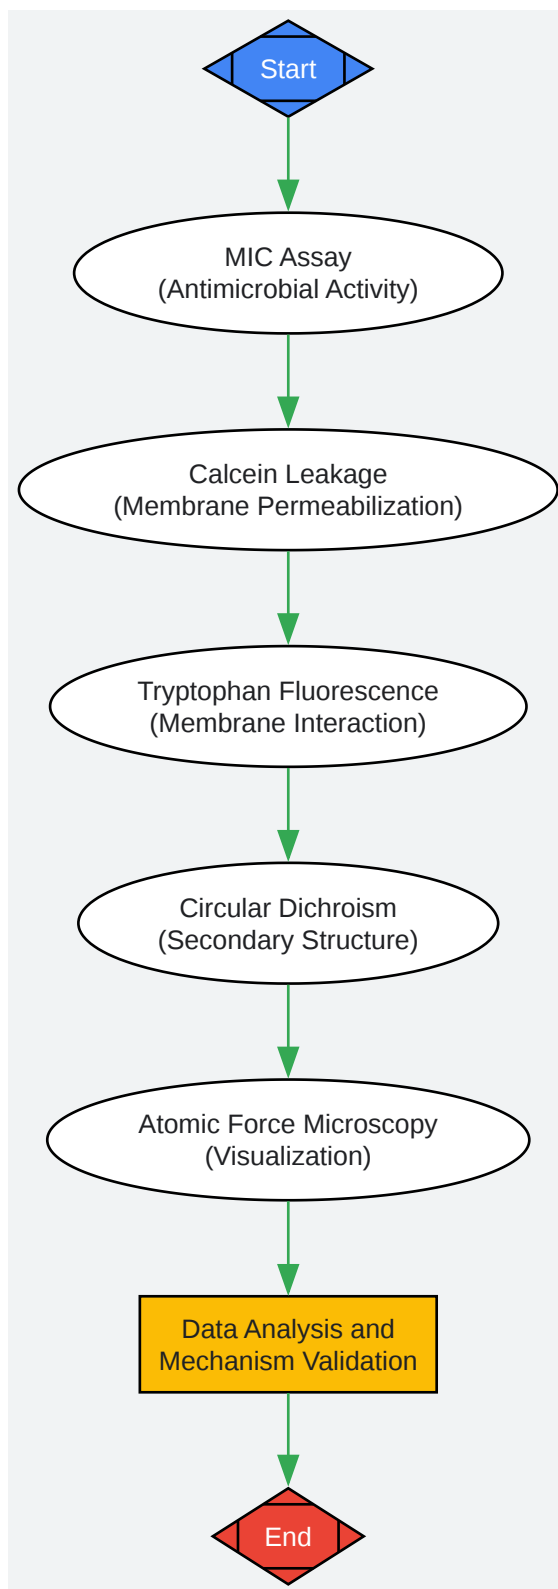 Start
MIC Assay
(Antimicrobial Activity)
Calcein Leakage
(Membrane Permeabilization)
Tryptophan Fluorescence
(Membrane Interaction)
Circular Dichroism
(Secondary Structure)
Atomic Force Microscopy
(Visualization)
Data Analysis and
Mechanism Validation
End